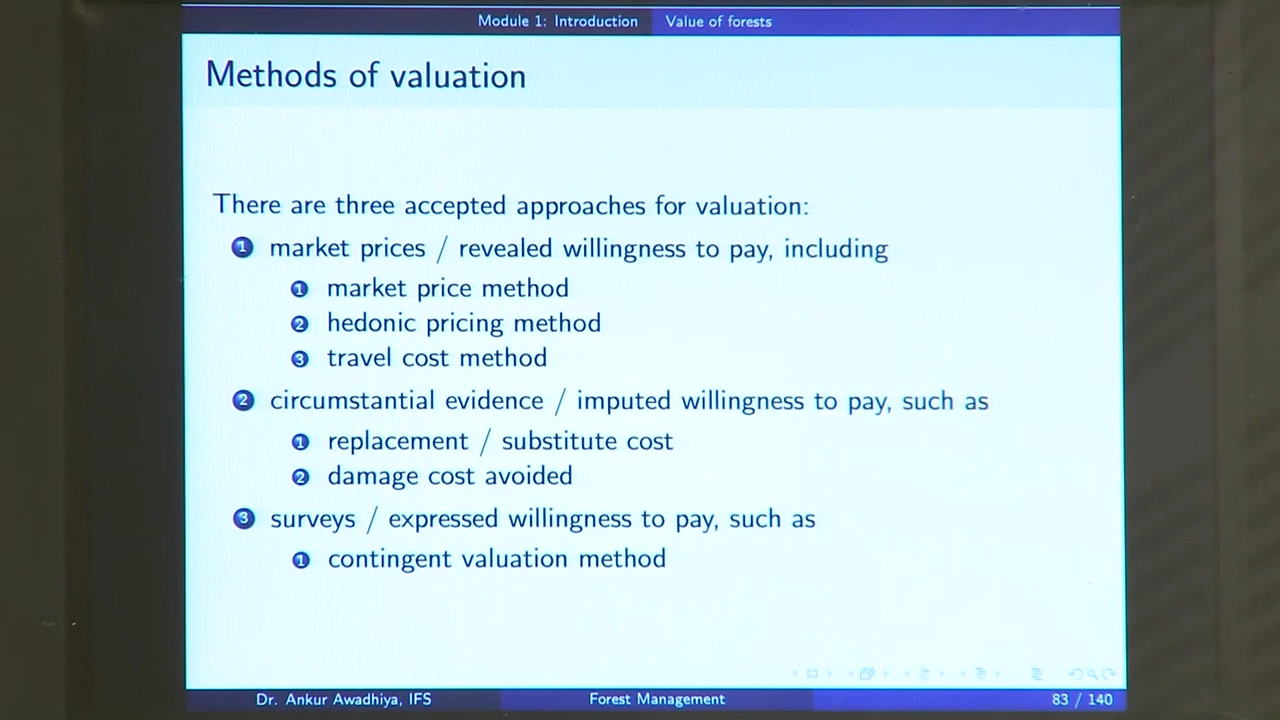 Module 1: Introduction Value of forests
Methods of valuation
There are three accepted approaches for valuation:
1 market prices / revealed willingness to pay, including
1 market price method
2 hedonic pricing method
3 travel cost method
2 circumstantial evidence / imputed willingness to pay, such as
1 replacement / substitute cost
2 damage cost avoided
3 surveys / expressed willingness to pay, such as
1 contingent valuation method
Dr. Ankur Awadhiya, IFS Forest Management 83 / 140